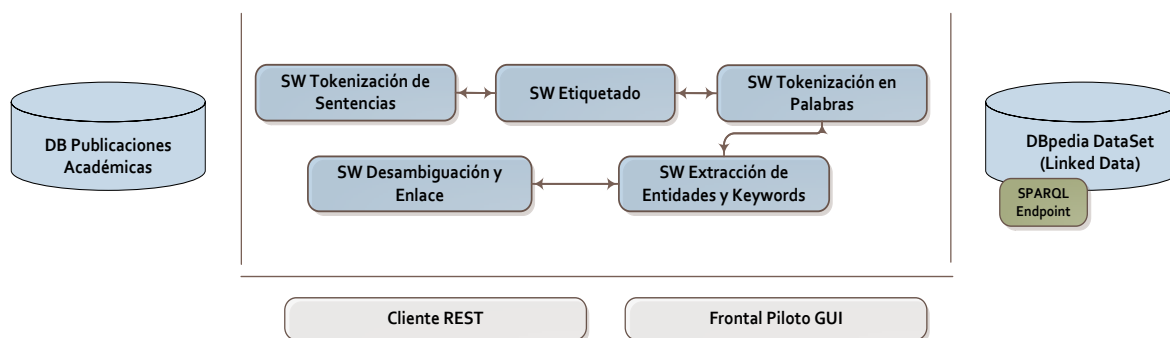 DB Publicaciones
Académicas
SW Tokenización de
Sentencias
SW Etiquetado
SW Tokenización en
Palabras
SW Desambiguación y
Enlace
SW Extracción de
Entidades y Keywords
DBpedia DataSet
(Linked Data)
SPARQL
Endpoint
Cliente REST
Frontal Piloto GUI